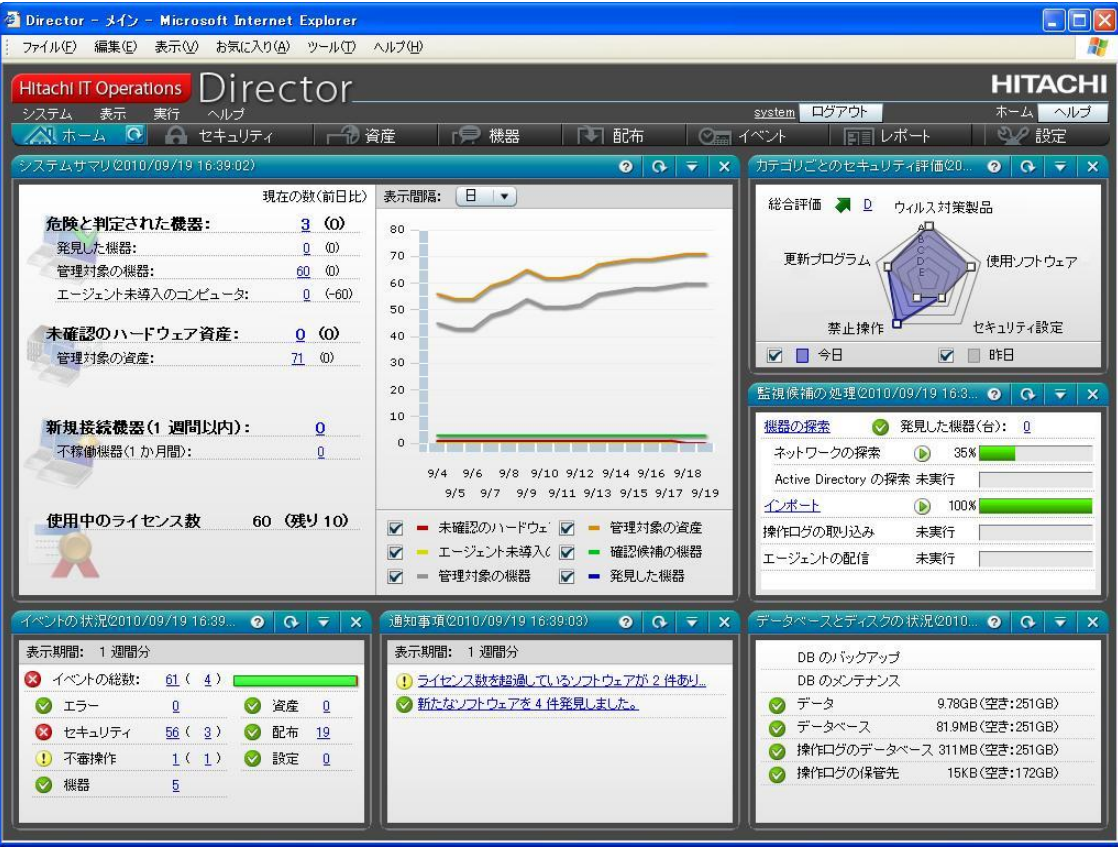 Director - メイン - Microsoft Internet Explorer
ファイル(F) 編集(E) 表示(V) お気に入り(A) ツール(T) ヘルプ(H)
Hitachi IT Operations Director
HITACHI
システム 表示 実行 ヘルプ
system ログアウト ホーム ヘルプ
ホーム セキュリティ 資産 機器 配布 イベント レポート 設定
システムサマリ(2010/09/19 16:39:02)
現在の数(前日比)
危険と判定された機器: 3 (0)
発見した機器: 0 (0)
管理対象の機器: 60 (0)
エージェント未導入のコンピュータ: 0 (-60)
未確認のハードウェア資産: 0 (0)
管理対象の資産: 71 (0)
新規接続機器(1 週間以内): 0
不稼働機器(1 か月間): 0
使用中のライセンス数 60 (残り 10)
表示間隔: 日
80
70
60
50
40
30
20
10
0
9/4 9/6 9/8 9/10 9/12 9/14 9/16 9/18
9/5 9/7 9/9 9/11 9/13 9/15 9/17 9/19
未確認のハードウェ 管理対象の資産
エージェント未導入( 確認候補の機器
管理対象の機器 発見した機器
カテゴリごとのセキュリティ評価(20...
総合評価 D ウィルス対策製品
A
B
C
D
E
更新プログラム 使用ソフトウェア
禁止操作 セキュリティ設定
今日 昨日
監視候補の処理(2010/09/19 16:3...
機器の探索 発見した機器(台): 0
ネットワークの探索 35%
Active Directory の探索 未実行
インポート 100%
操作ログの取り込み 未実行
エージェントの配信 未実行
イベントの状況(2010/09/19 16:39...
表示期間: 1 週間分
イベントの総数: 61 ( 4 )
エラー 0 資産 0
セキュリティ 56 ( 3 ) 配布 19
不審操作 1 ( 1 ) 設定 0
機器 5
通知事項(2010/09/19 16:39:03)
表示期間: 1 週間分
ライセンス数を超過しているソフトウェアが 2 件あり...
新たなソフトウェアを 4 件発見しました。
データベースとディスクの状況(2010...
DB のバックアップ
DB のメンテナンス
データ 9.78GB(空き:251GB)
データベース 81.9MB(空き:251GB)
操作ログのデータベース 311MB(空き:251GB)
操作ログの保管先 15KB(空き:172GB)